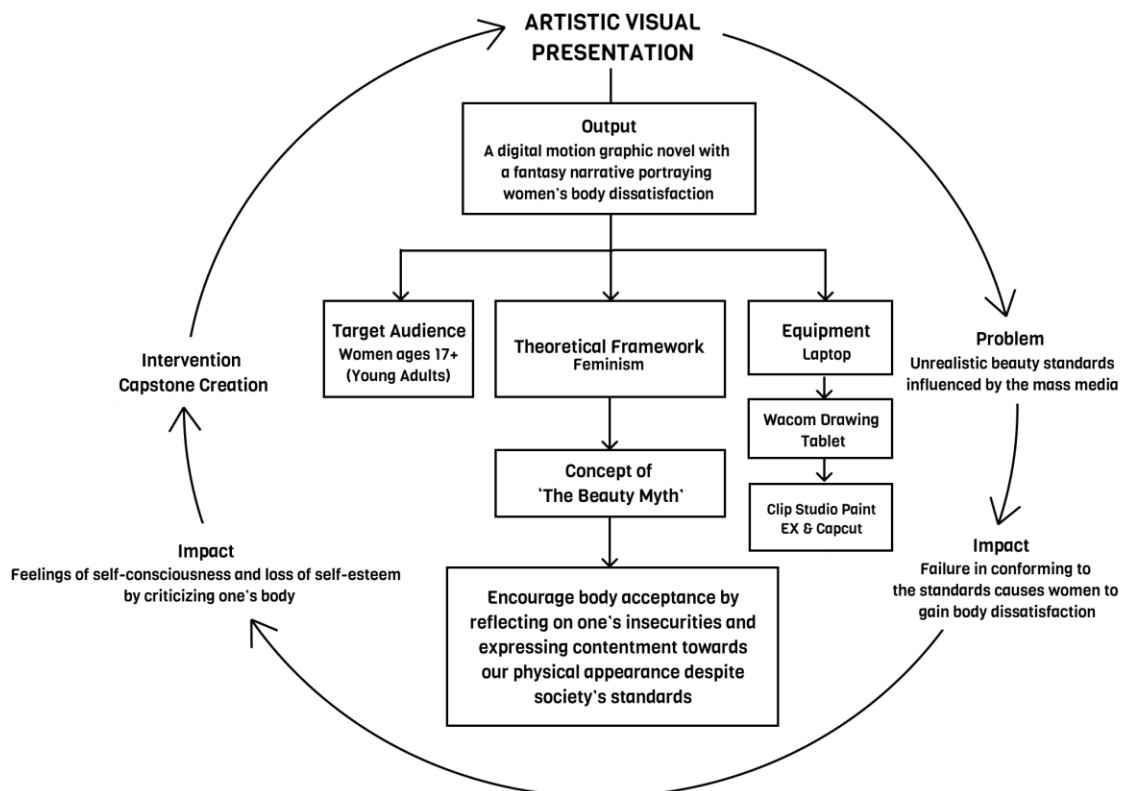 ARTISTIC VISUAL
PRESENTATION
Output
A digital motion graphic novel with
a fantasy narrative portraying
women's body dissatisfaction
Target Audience
Women ages 17+
(Young Adults)
Theoretical Framework
Feminism
Equipment
Laptop
Wacom Drawing
Tablet
Clip Studio Paint
EX & Capcut
Concept of
'The Beauty Myth'
Encourage body acceptance by
reflecting on one's insecurities and
expressing contentment towards
our physical appearance despite
society's standards
Problem
Unrealistic beauty standards
influenced by the mass media
Impact
Failure in conforming to
the standards causes women to
gain body dissatisfaction
Impact
Feelings of self-consciousness and loss of self-esteem
by criticizing one's body
Intervention
Capstone Creation